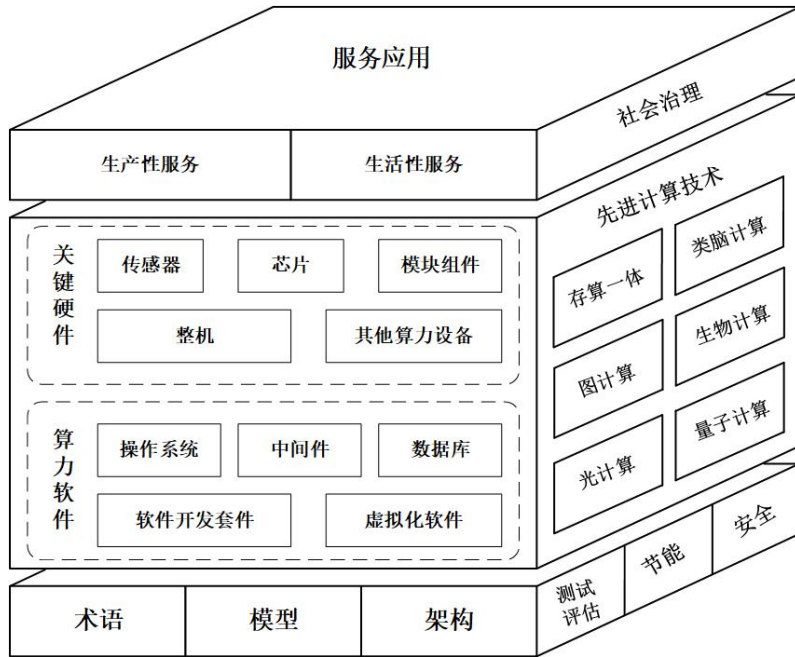 服务应用
生产性服务
生活性服务
社会治理
关键硬件
传感器
芯片
模块组件
整机
其他算力设备
算力软件
操作系统
中间件
数据库
软件开发套件
虚拟化软件
先进计算技术
存算一体
类脑计算
图计算
生物计算
光计算
量子计算
术语
模型
架构
测试
评估
节能
安全